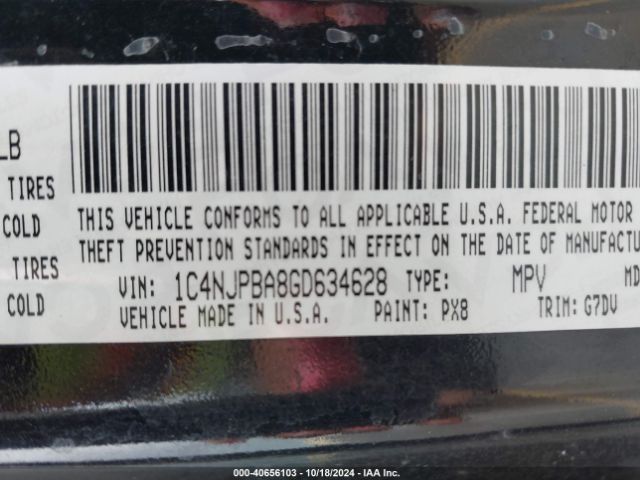 LB
TIRES
COLD
TIRES
COLD
THIS VEHICLE CONFORMS TO ALL APPLICABLE U.S.A. FEDERAL MOTOR
THEFT PREVENTION STANDARDS IN EFFECT ON THE DATE OF MANUFACTU
VIN: 1C4NJPBA8GD634628 TYPE: MPV MD
VEHICLE MADE IN U.S.A. PAINT: PX8 TRIM: G7DV
000-40656103 - 10/18/2024 - IAA Inc.